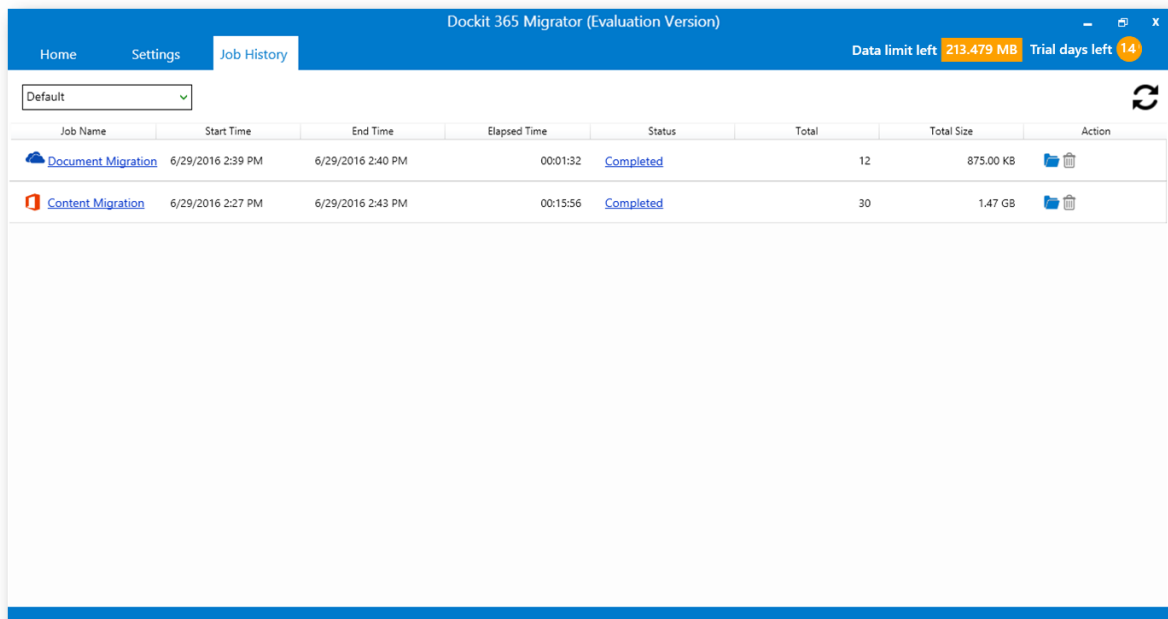 Dockit 365 Migrator (Evaluation Version)
Home Settings Job History Data limit left 213.479 MB Trial days left 14
Default
Job Name Start Time End Time Elapsed Time Status Total Total Size Action
Document Migration 6/29/2016 2:39 PM 6/29/2016 2:40 PM 00:01:32 Completed 12 875.00 KB
Content Migration 6/29/2016 2:27 PM 6/29/2016 2:43 PM 00:15:56 Completed 30 1.47 GB